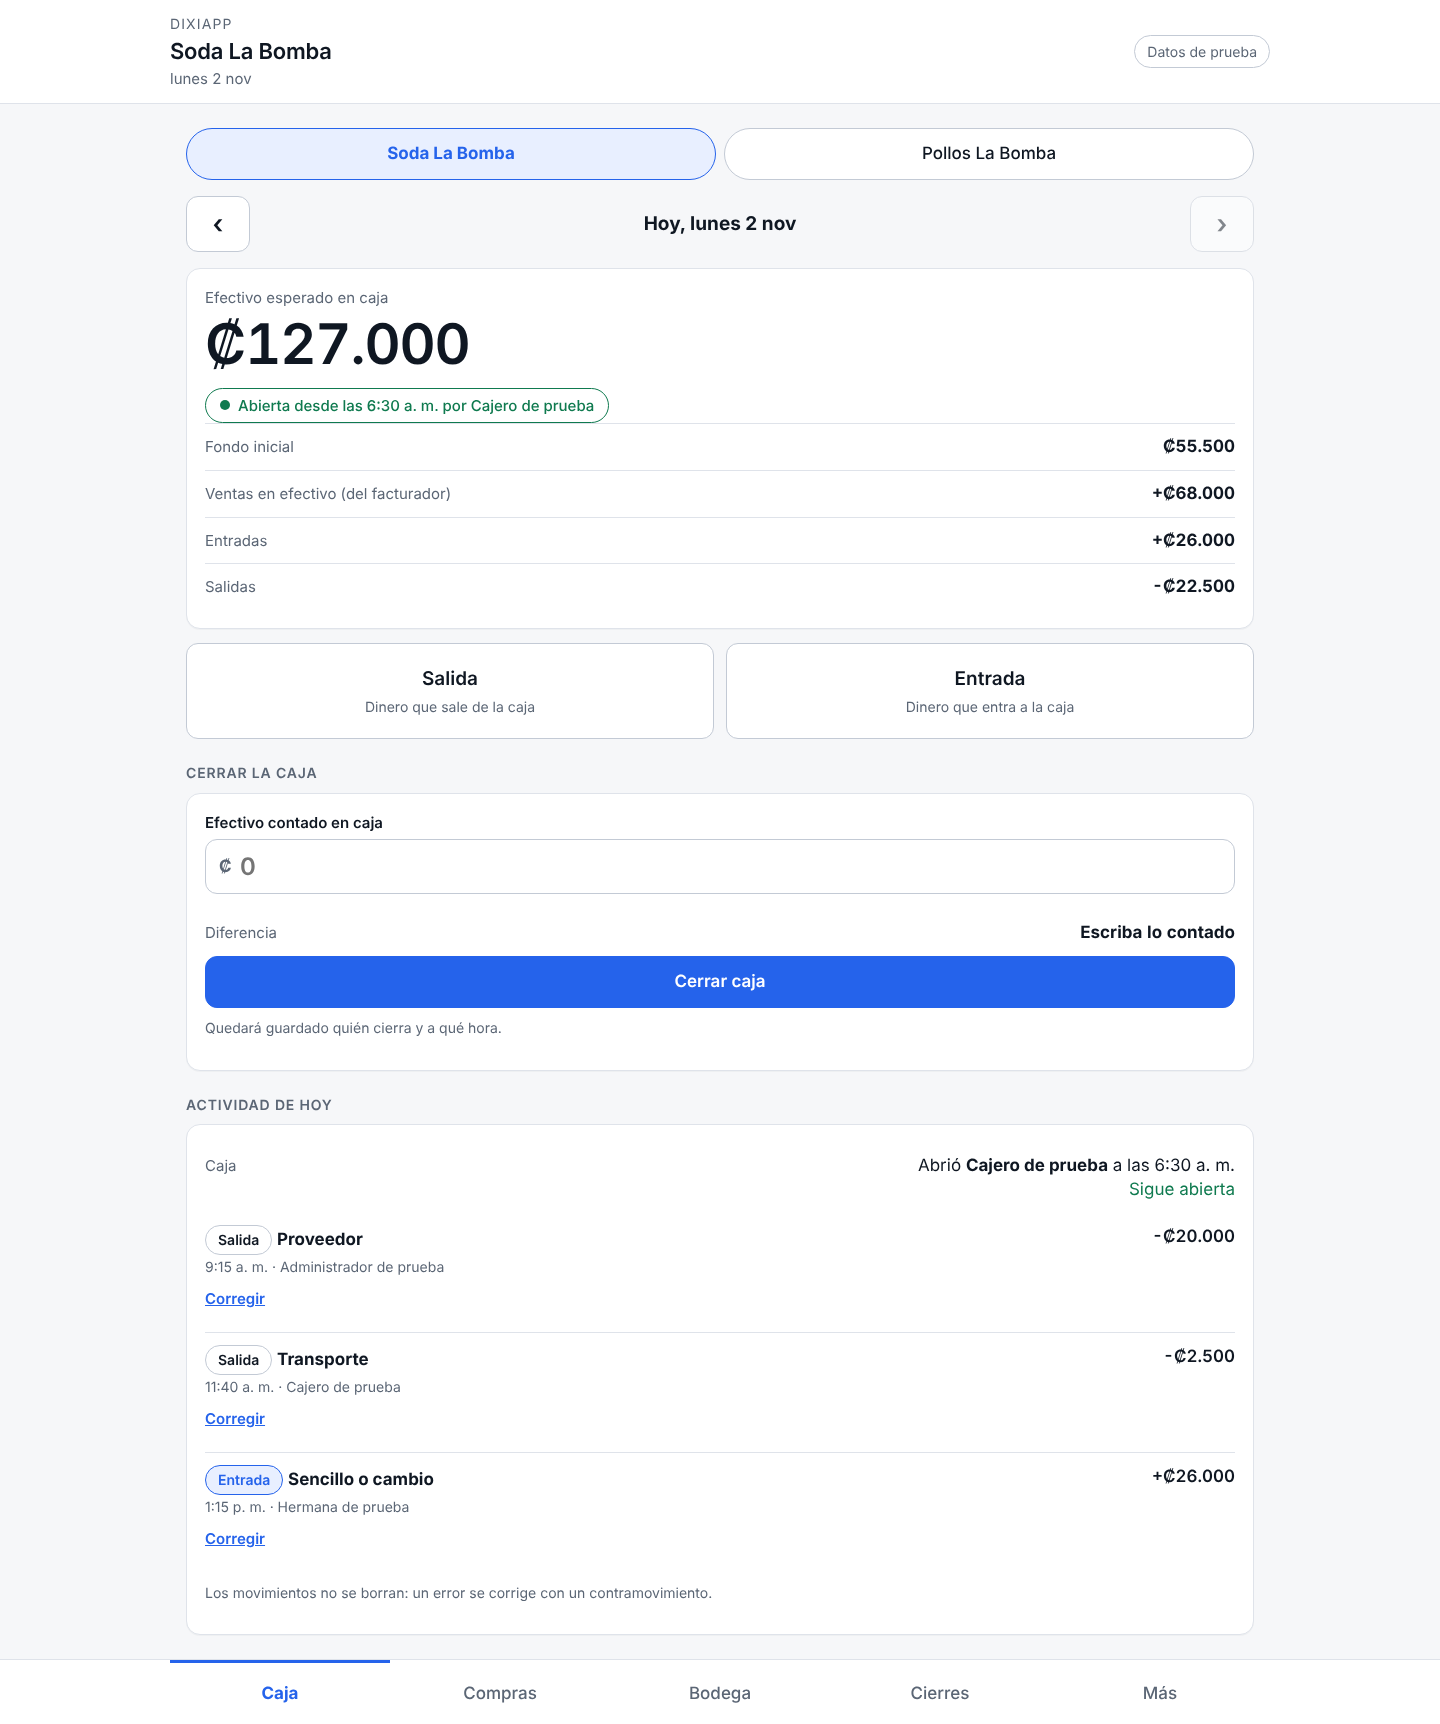 DIXIAPP
Soda La Bomba
lunes 2 nov
Datos de prueba
Soda La Bomba
Pollos La Bomba
‹
Hoy, lunes 2 nov
›
Efectivo esperado en caja
₡127.000
Abierta desde las 6:30 a. m. por Cajero de prueba
Fondo inicial
₡55.500
Ventas en efectivo (del facturador)
+₡68.000
Entradas
+₡26.000
Salidas
-₡22.500
Salida
Dinero que sale de la caja
Entrada
Dinero que entra a la caja
CERRAR LA CAJA
Efectivo contado en caja
₡ 0
Diferencia
Escriba lo contado
Cerrar caja
Quedará guardado quién cierra y a qué hora.
ACTIVIDAD DE HOY
Caja
Abrió Cajero de prueba a las 6:30 a. m.
Sigue abierta
Salida Proveedor
-₡20.000
9:15 a. m. · Administrador de prueba
Corregir
Salida Transporte
-₡2.500
11:40 a. m. · Cajero de prueba
Corregir
Entrada Sencillo o cambio
+₡26.000
1:15 p. m. · Hermana de prueba
Corregir
Los movimientos no se borran: un error se corrige con un contramovimiento.
Caja
Compras
Bodega
Cierres
Más